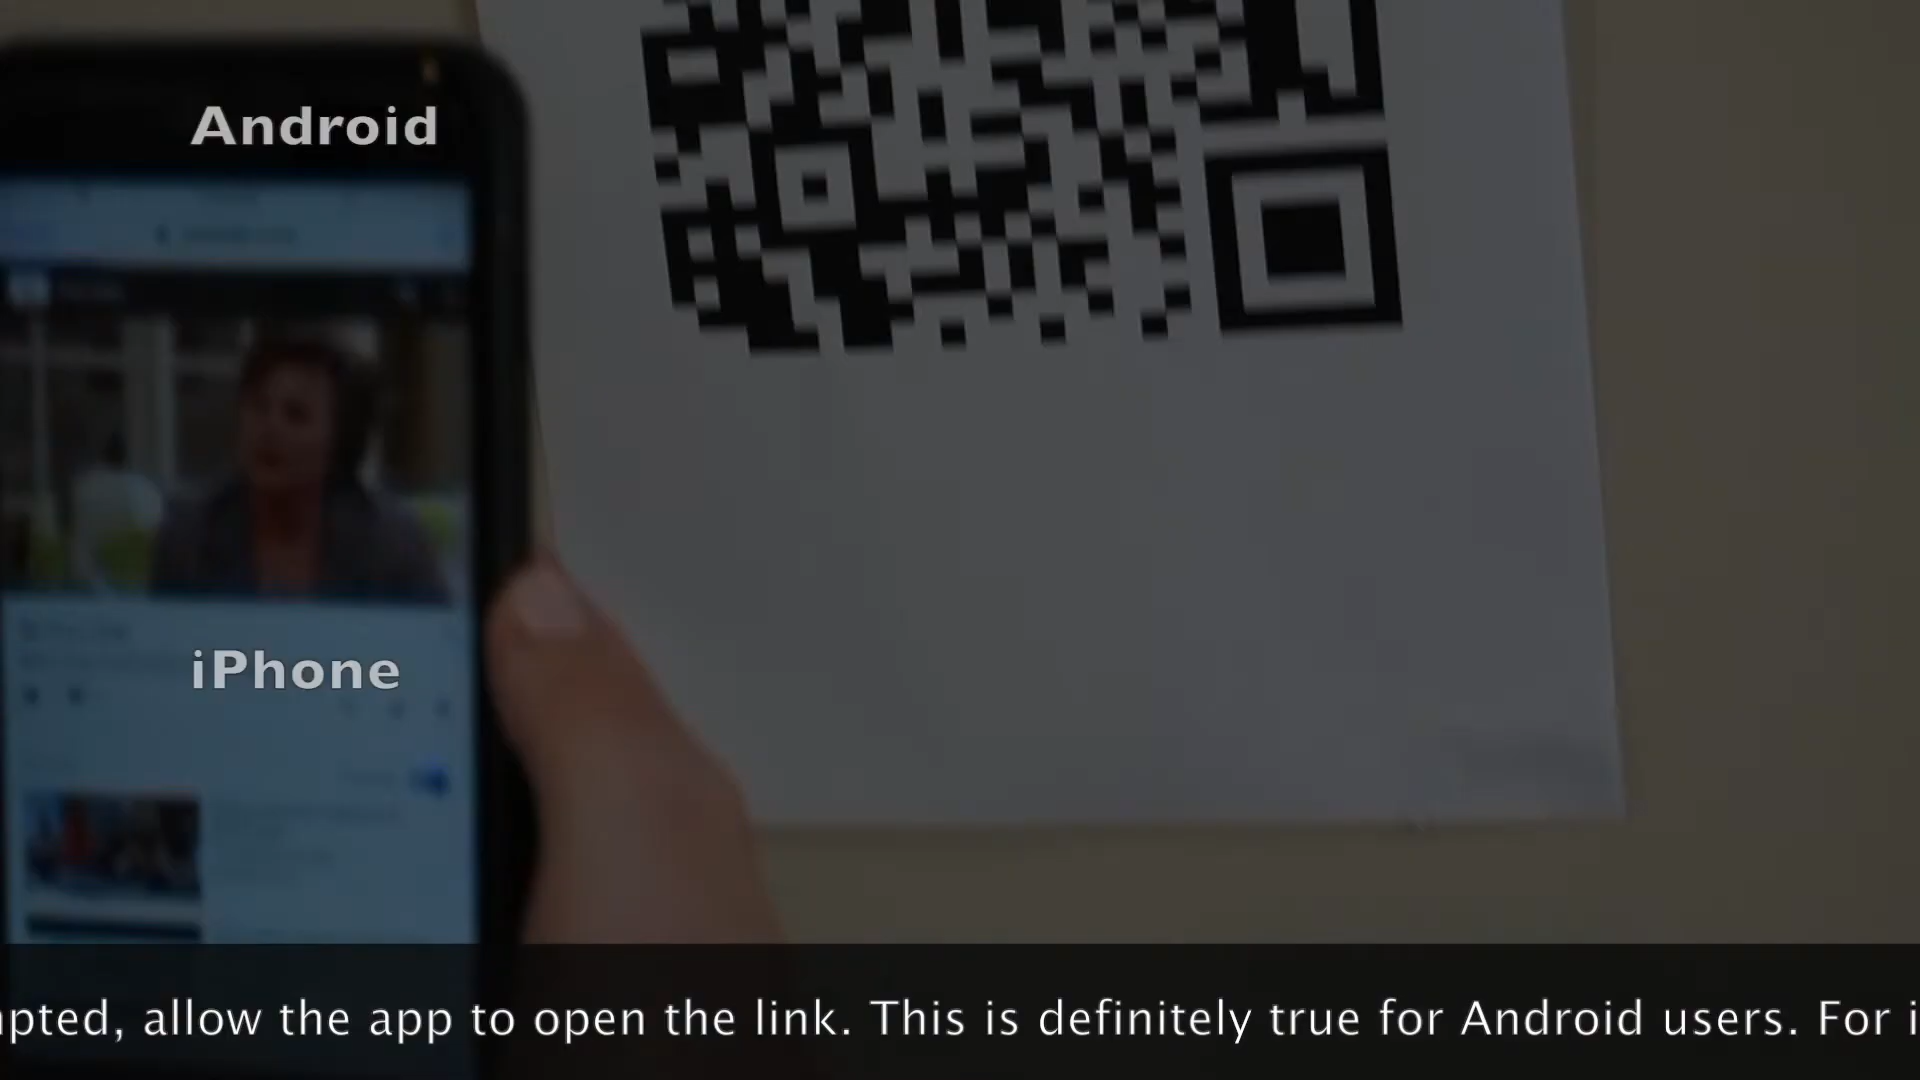 Android
iPhone
pted, allow the app to open the link. This is definitely true for Android users. For i